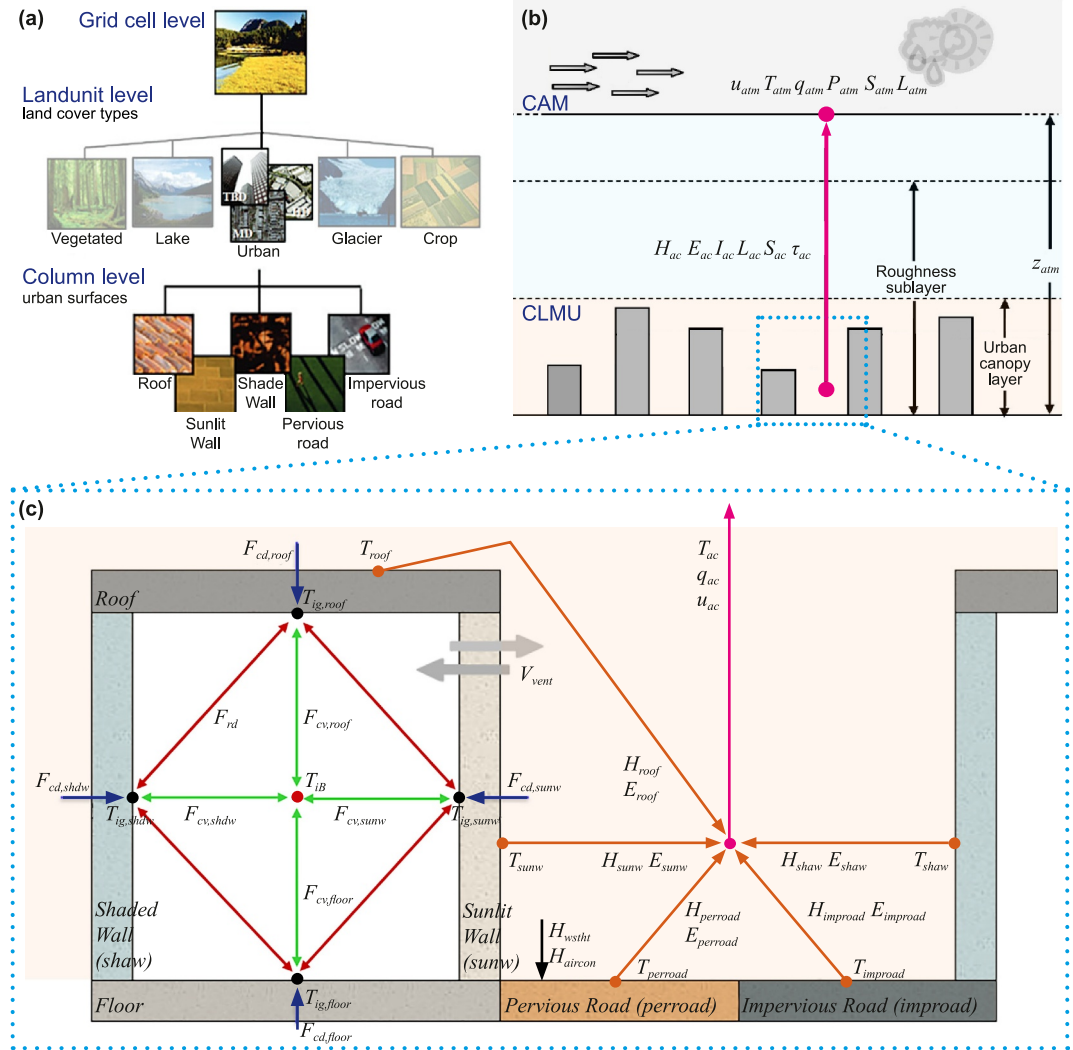 (a)
Grid cell level
Landunit level
land cover types
TBD
MD
Vegetated
Lake
Urban
Glacier
Crop
Column level
urban surfaces
Roof
Sunlit
Wall
Shade
Wall
Pervious
road
Impervious
road
(b)
u_atm T_atm q_atm P_atm S_atm L_atm
CAM
H_ac E_ac I_ac L_ac S_ac τ_ac
Roughness
sublayer
z_atm
CLMU
Urban
canopy
layer
(c)
F_cd,roof
T_roof
Roof
T_ig,roof
V_vent
F_rd
F_cv,roof
F_cd,shdw
T_ig,shdw
F_cv,shdw
T_iB
F_cv,sunw
T_ig,sunw
F_cd,sunw
F_cv,floor
Shaded
Wall
(shaw)
Sunlit
Wall
(sunw)
Floor
T_ig,floor
F_cd,floor
T_ac
q_ac
u_ac
H_roof
E_roof
T_sunw
H_sunw E_sunw
H_shaw E_shaw
T_shaw
H_wstht
H_aircon
H_perroad
E_perroad
H_improad E_improad
T_perroad
T_improad
Pervious Road (perroad)
Impervious Road (improad)